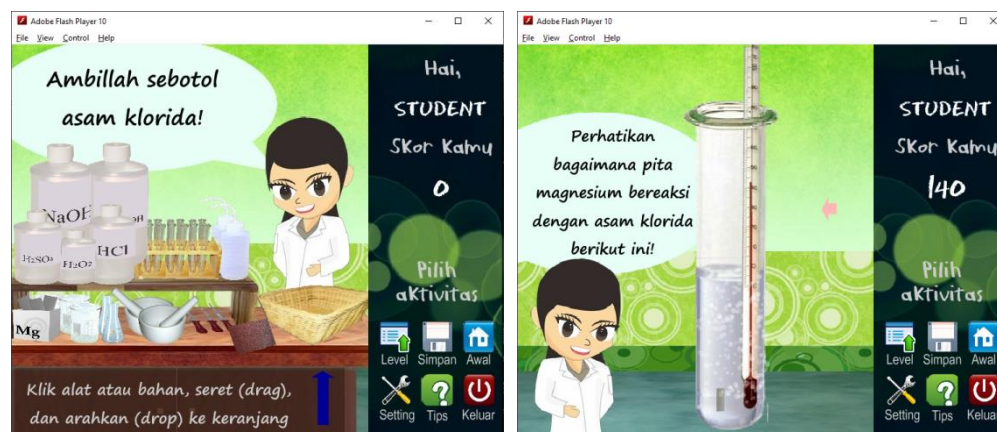 Adobe Flash Player 10
File View Control Help
Ambillah sebotol
asam klorida!
NaOH
OH
H₂SO₄
H₂O₂
HCl
Mg
Klik alat atau bahan, seret (drag),
dan arahkan (drop) ke keranjang
Hai,
STUDENT
Skor Kamu
0
Pilih
aktivitas
Level Simpan Awal
Setting Tips Keluar
Adobe Flash Player 10
File View Control Help
Perhatikan
bagaimana pita
magnesium bereaksi
dengan asam klorida
berikut ini!
Hai,
STUDENT
Skor Kamu
140
Pilih
aktivitas
Level Simpan Awal
Setting Tips Keluar